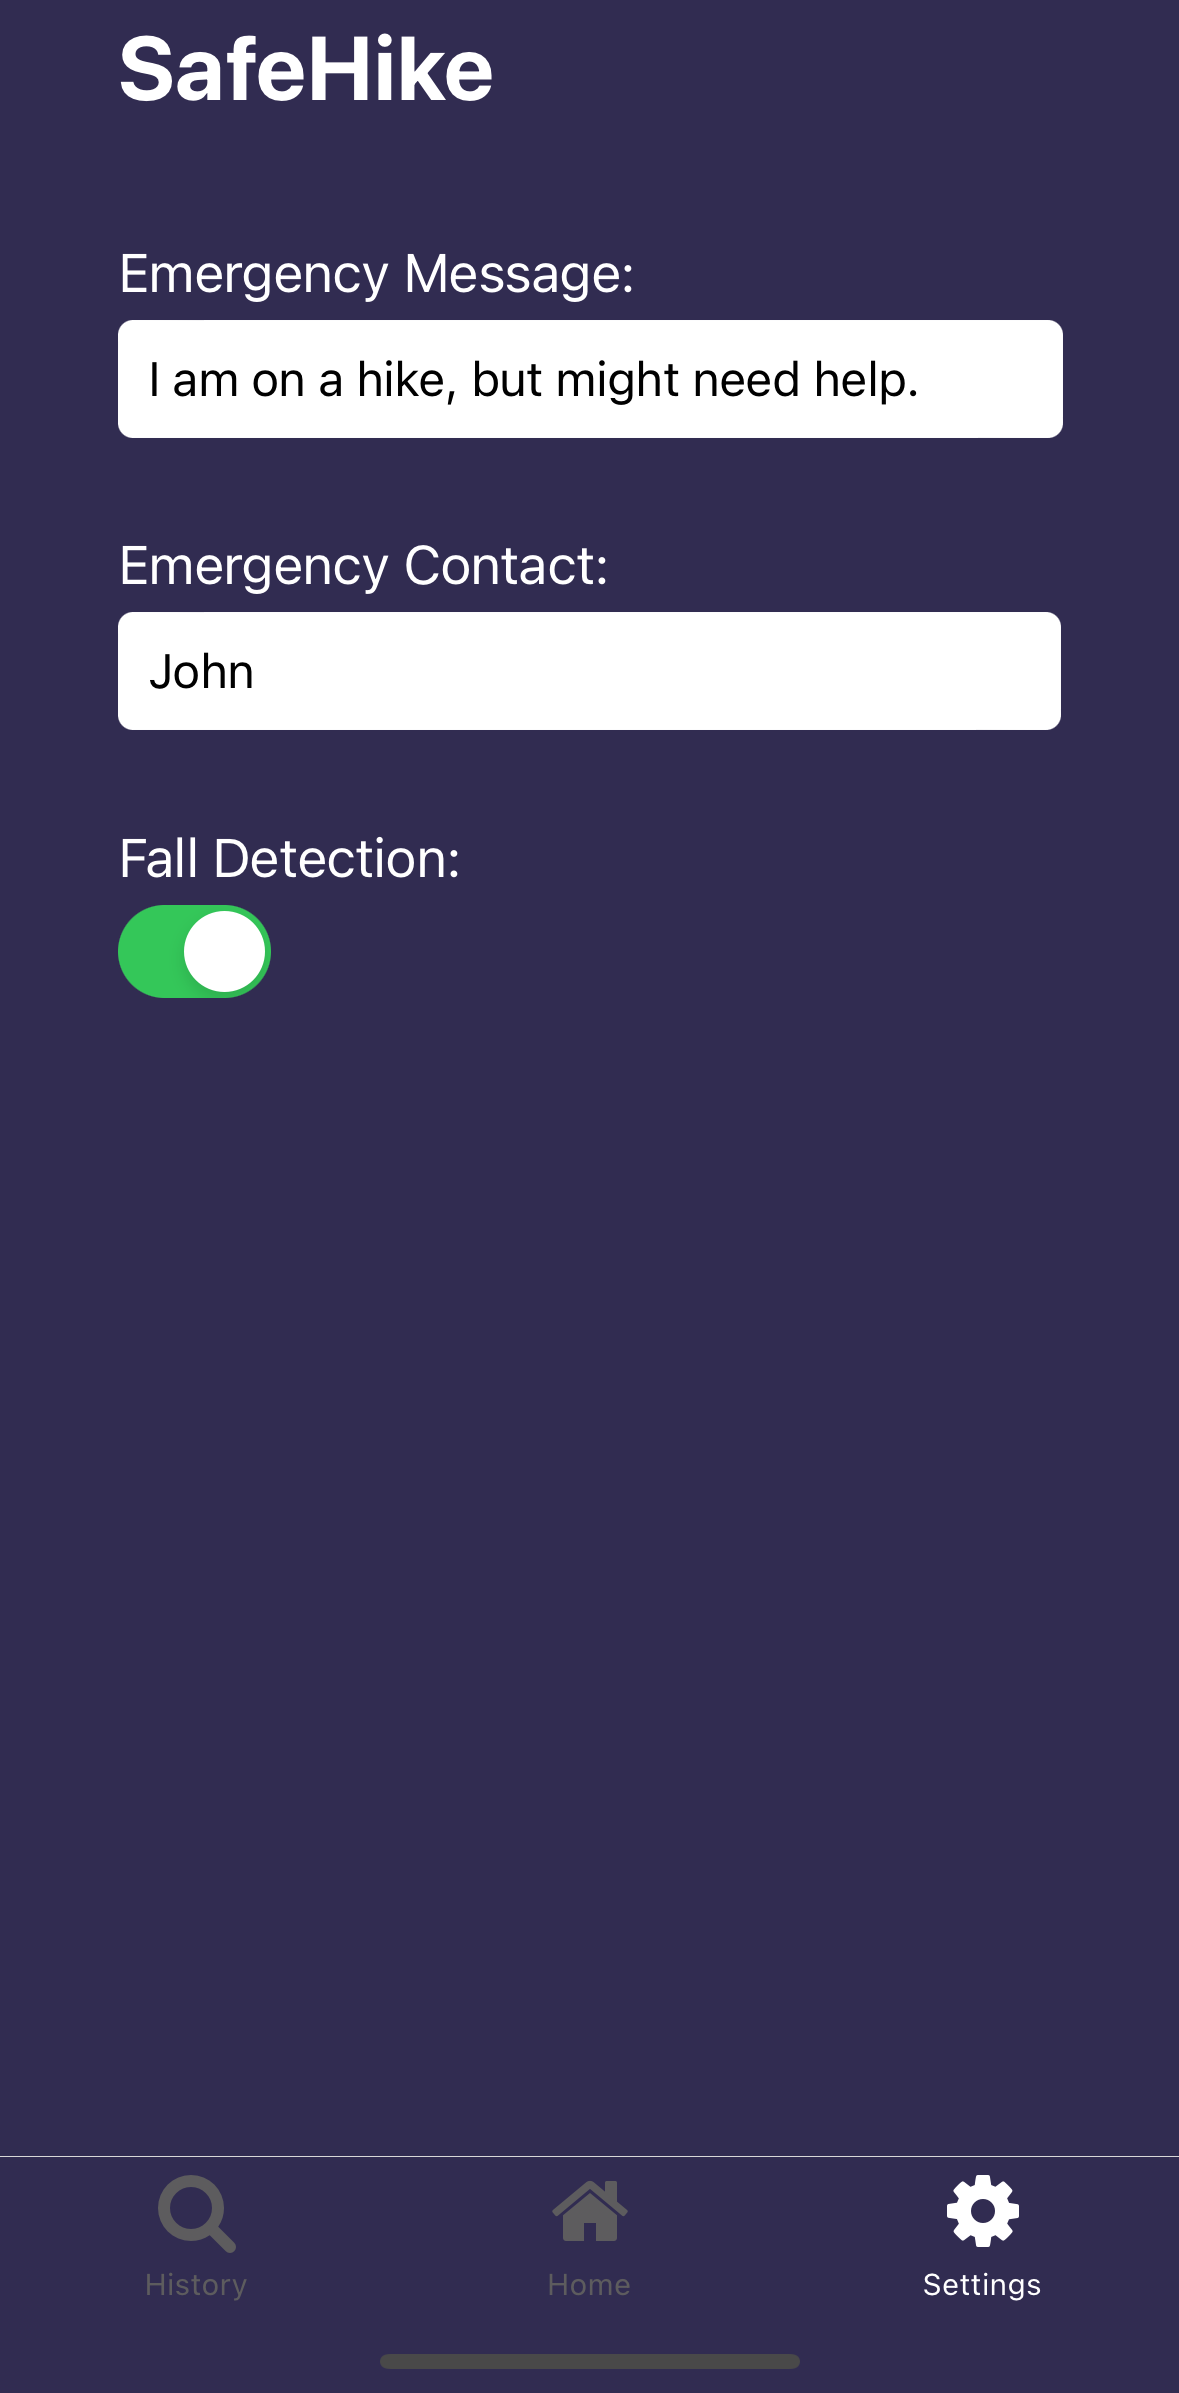 SafeHike
Emergency Message:
I am on a hike, but might need help.
Emergency Contact:
John
Fall Detection:
History Home Settings